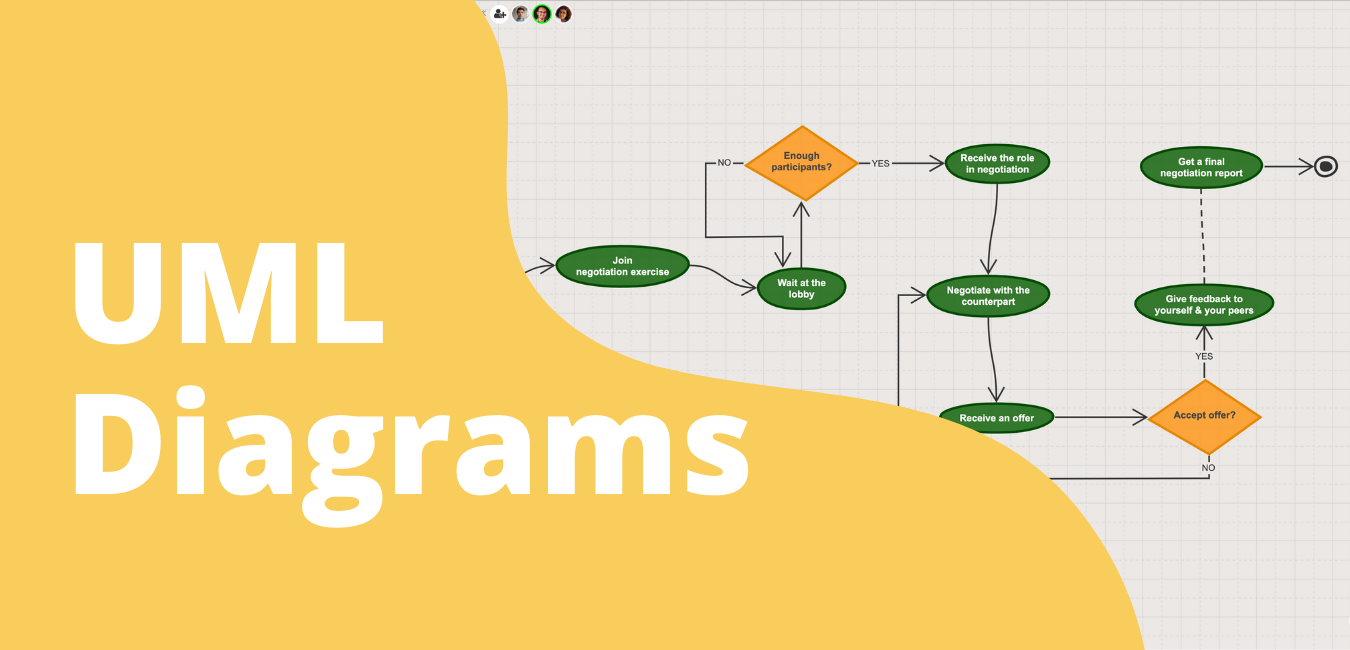 UML
Diagrams
Enough
participants?
NO
YES
Receive the role
in negotiation
Get a final
negotiation report
Join
negotiation exercise
Wait at the
lobby
Negotiate with the
counterpart
Give feedback to
yourself & your peers
YES
Receive an offer
Accept offer?
NO